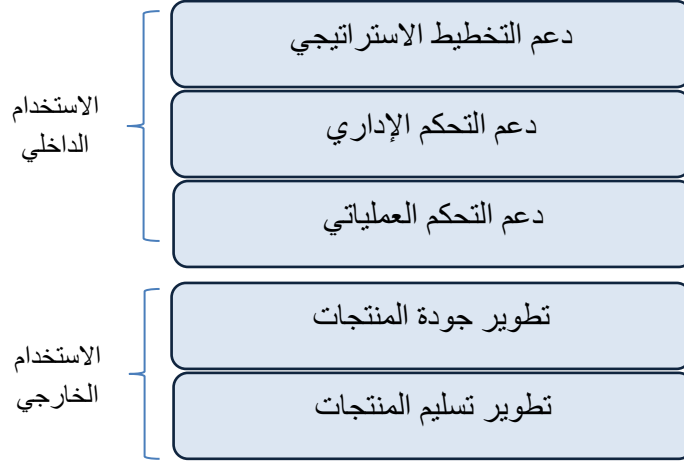 دعم التخطيط الاستراتيجي
الاستخدام
الداخلي
دعم التحكم الإداري
دعم التحكم العملياتي
تطوير جودة المنتجات
الاستخدام
الخارجي
تطوير تسليم المنتجات